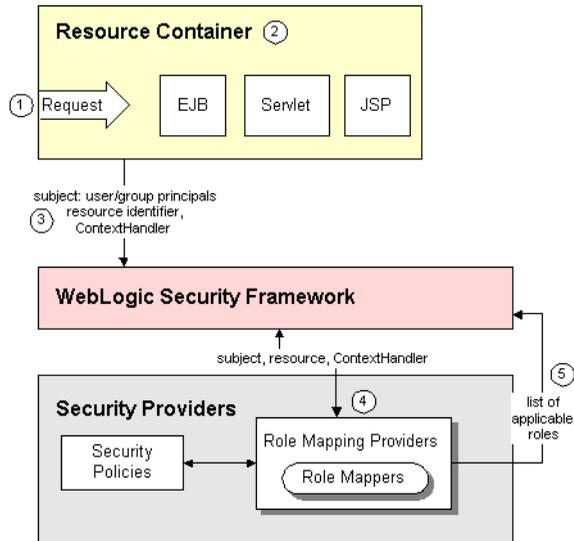 Resource Container 2
1 Request
EJB
Servlet
JSP
subject: user/group principals
resource identifier,
ContextHandler
3
WebLogic Security Framework
subject, resource, ContextHandler
4
5
list of
applicable
roles
Security Providers
Security
Policies
Role Mapping Providers
Role Mappers